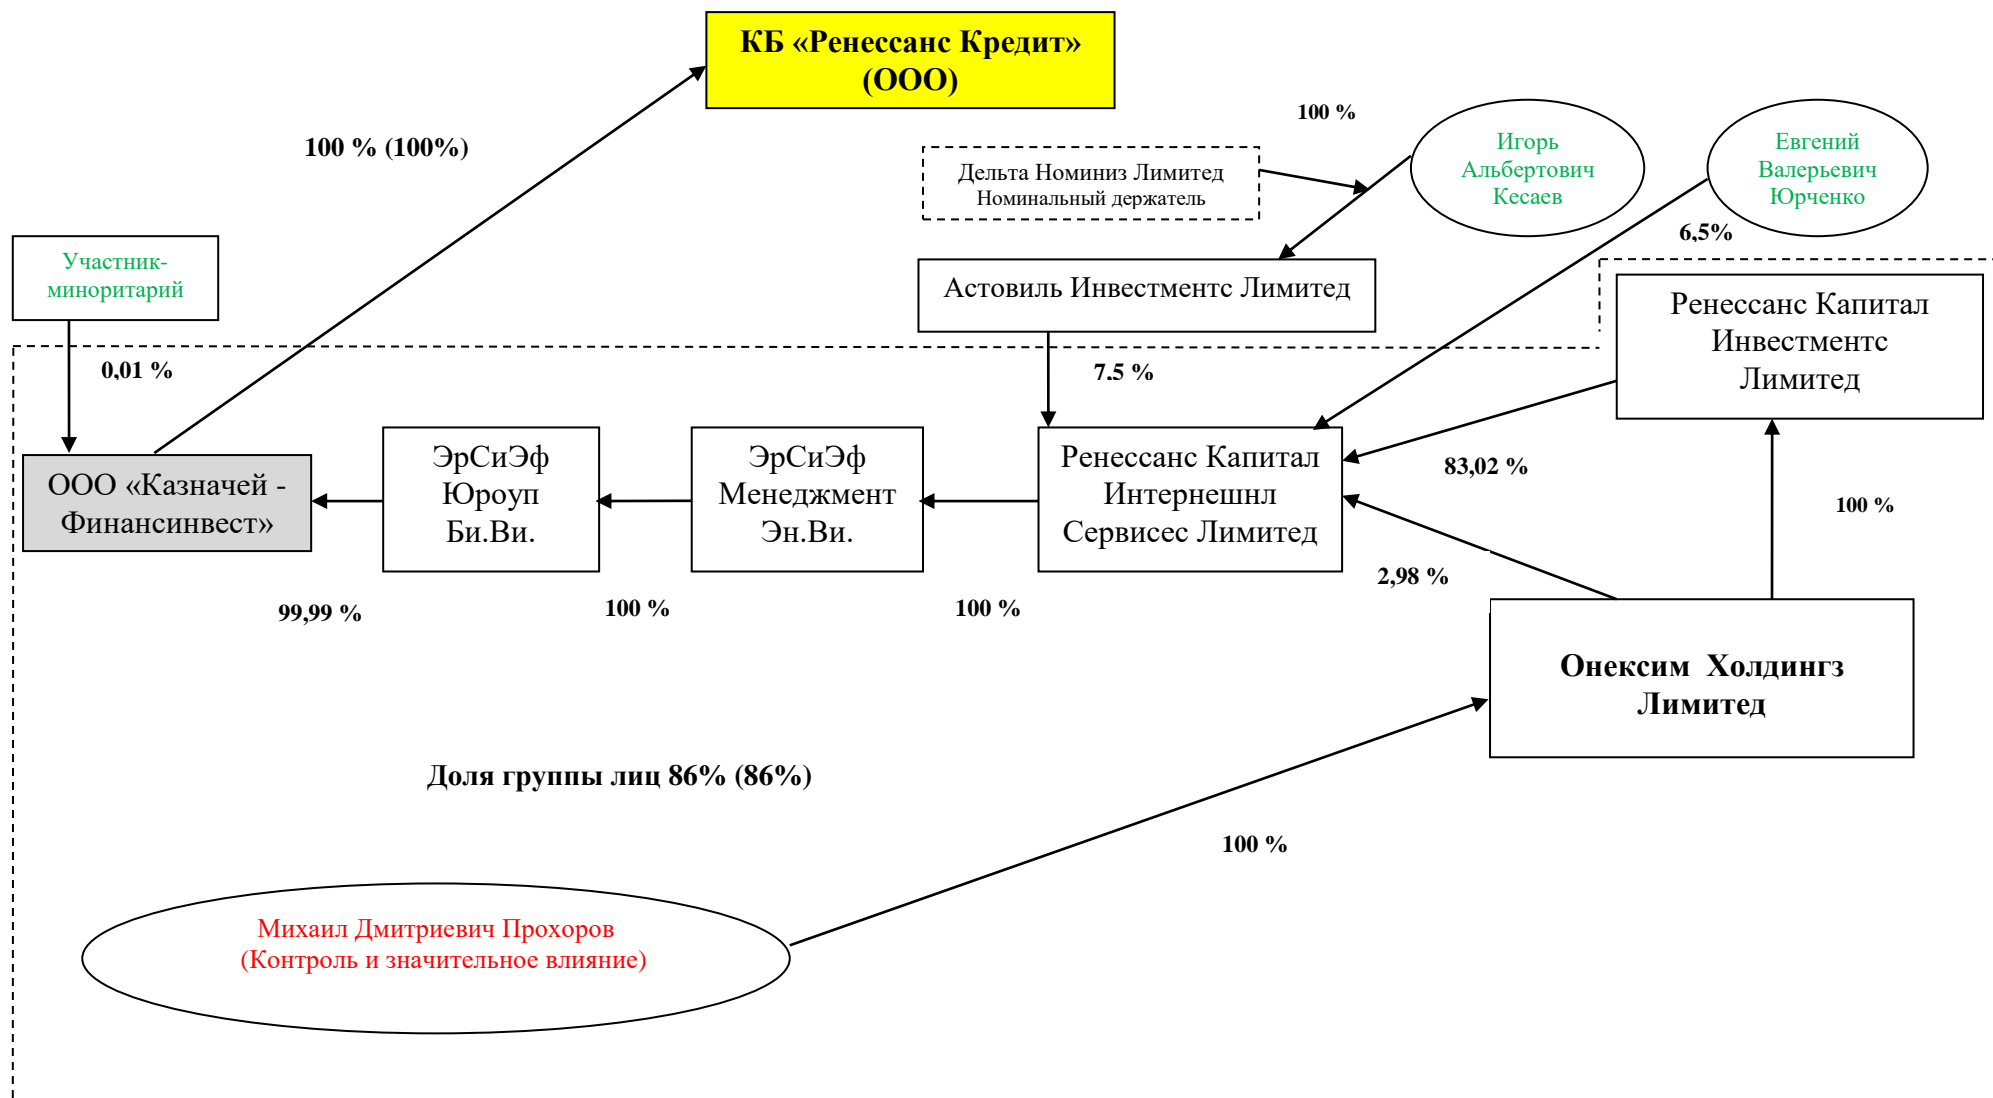 КБ «Ренессанс Кредит»
(ООО)
100 %
100 % (100%)
Дельта Номиниз Лимитед
Номинальный держатель
Игорь
Альбертович
Кесаев
Евгений
Валерьевич
Юрченко
6,5%
Участник-
миноритарий
Астовиль Инвестментс Лимитед
Ренессанс Капитал
Инвестментс
Лимитед
0,01 %
7,5 %
ООО «Казначей -
Финансинвест»
ЭрСиЭф
Юроуп
Би.Ви.
ЭрСиЭф
Менеджмент
Эн.Ви.
Ренессанс Капитал
Интернешнл
Сервисес Лимитед
83,02 %
100 %
2,98 %
99,99 %
100 %
100 %
Онексим  Холдингз
Лимитед
Доля группы лиц 86% (86%)
100 %
Михаил Дмитриевич Прохоров
(Контроль и значительное влияние)